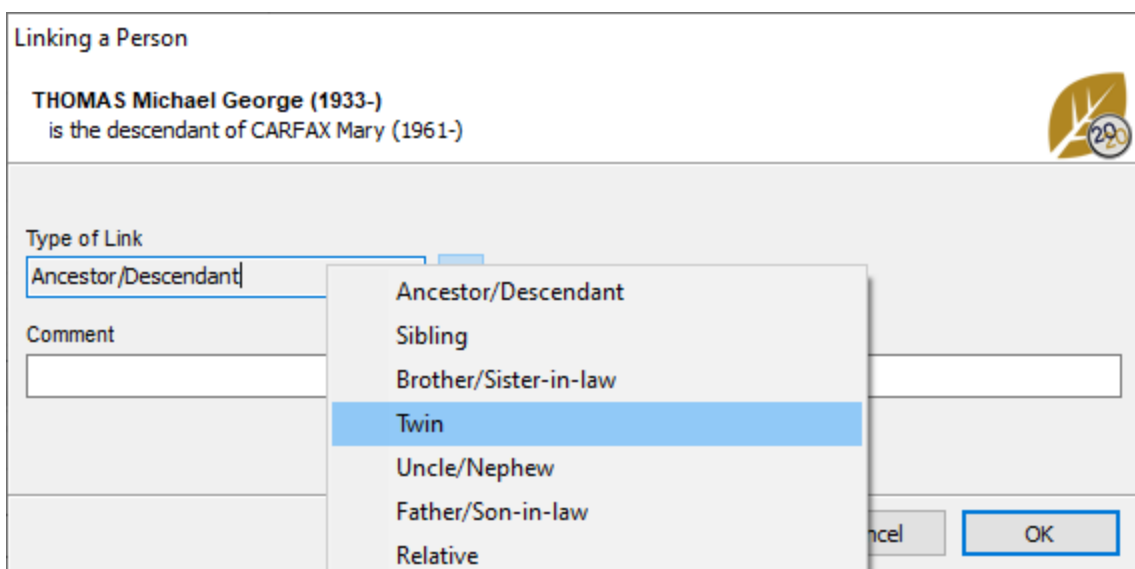 Linking a Person
THOMAS Michael George (1933-)
is the descendant of CARFAX Mary (1961-)
2020
Type of Link
Ancestor/Descendant
Comment
Ancestor/Descendant
Sibling
Brother/Sister-in-law
Twin
Uncle/Nephew
Father/Son-in-law
Relative
OK